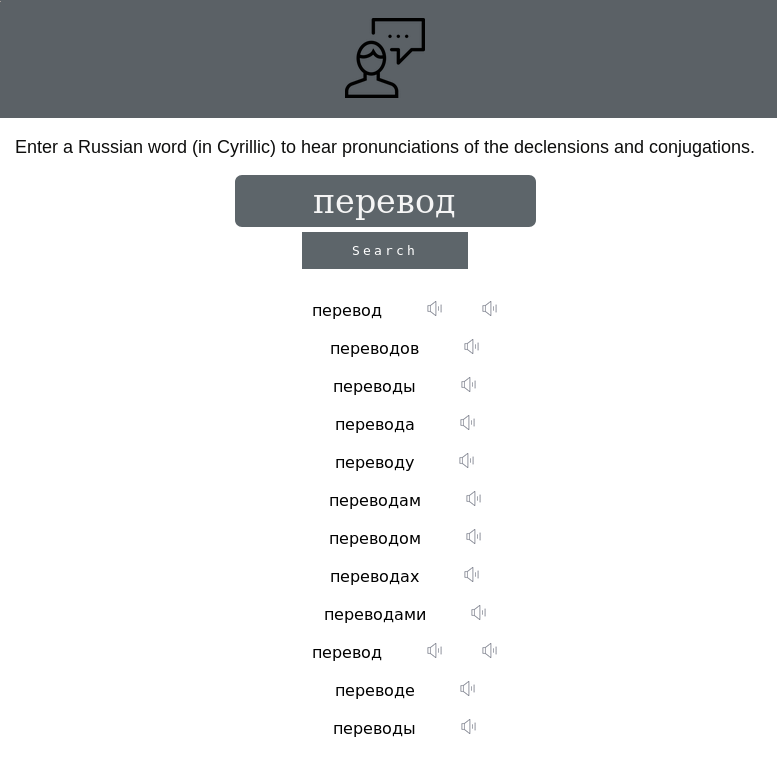 Enter a Russian word (in Cyrillic) to hear pronunciations of the declensions and conjugations.
перевод
Search
перевод
переводов
переводы
перевода
переводу
переводам
переводом
переводах
переводами
перевод
переводе
переводы